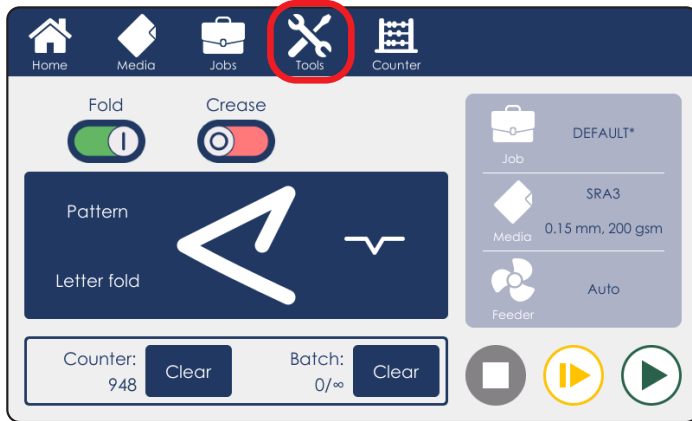 Home
Media
Jobs
Tools
Counter
Fold
Crease
Pattern
Letter fold
Counter:
948
Clear
Batch:
0/∞
Clear
DEFAULT*
Job
SRA3
0.15 mm, 200 gsm
Media
Auto
Feeder